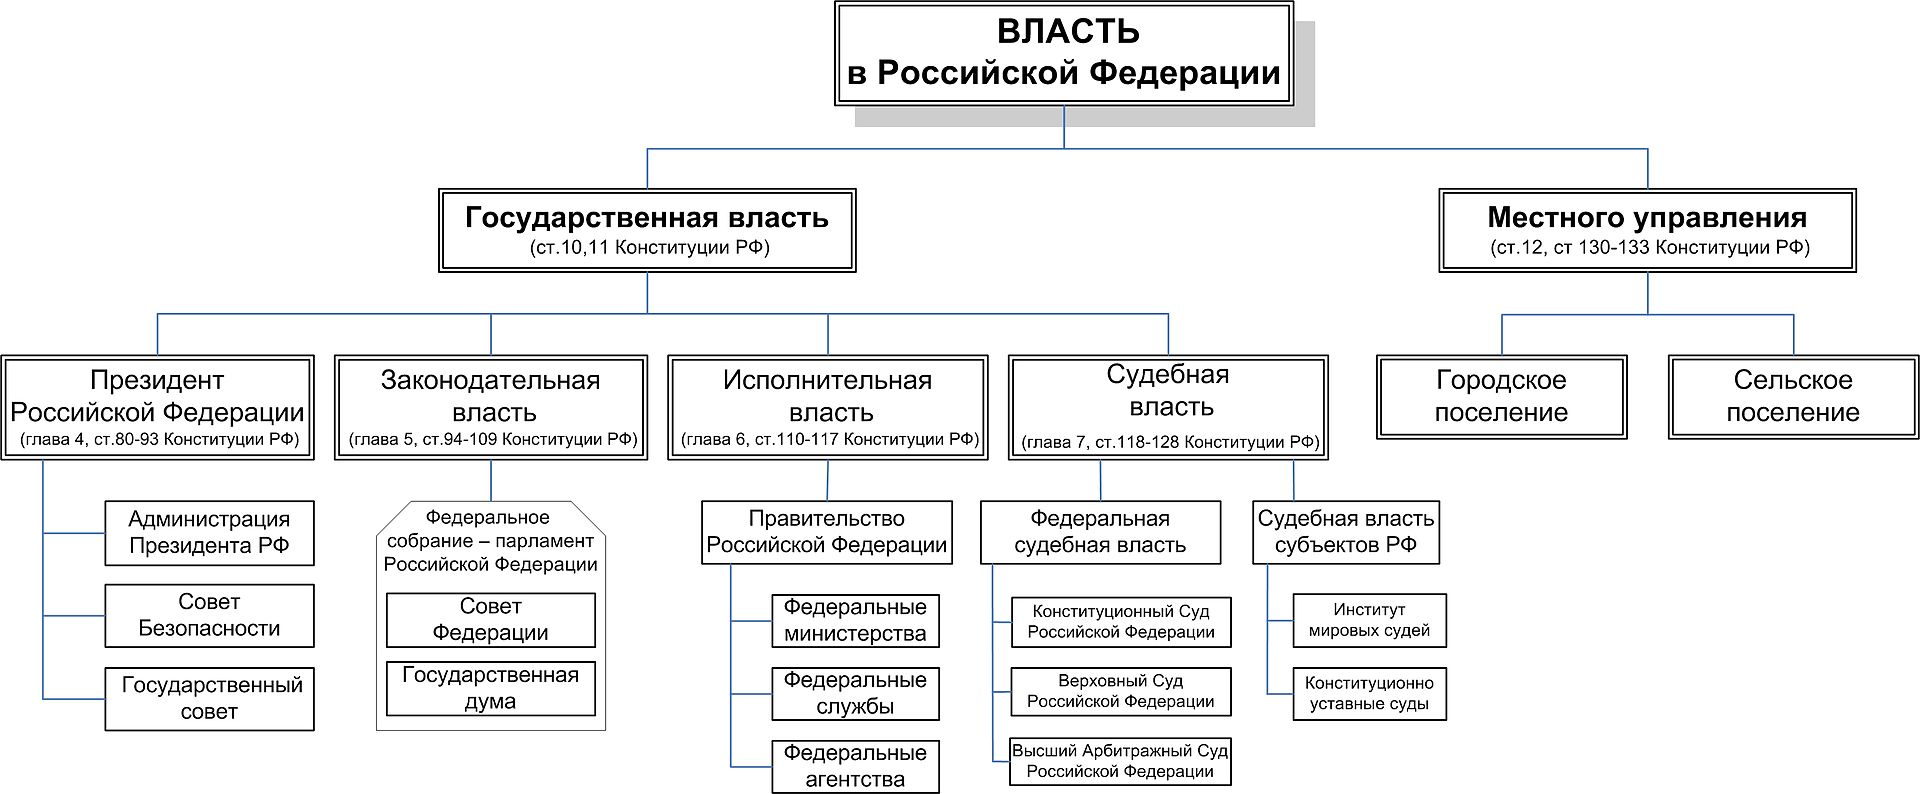 ВЛАСТЬ
в Российской Федерации
Государственная власть
(ст.10,11 Конституции РФ)
Местного управления
(ст.12, ст 130-133 Конституции РФ)
Президент
Российской Федерации
(глава 4, ст.80-93 Конституции РФ)
Законодательная
власть
(глава 5, ст.94-109 Конституции РФ)
Исполнительная
власть
(глава 6, ст.110-117 Конституции РФ)
Судебная
власть
(глава 7, ст.118-128 Конституции РФ)
Городское
поселение
Сельское
поселение
Администрация
Президента РФ
Совет
Безопасности
Государственный
совет
Федеральное
собрание – парламент
Российской Федерации
Совет
Федерации
Государственная
дума
Правительство
Российской Федерации
Федеральные
министерства
Федеральные
службы
Федеральные
агентства
Федеральная
судебная власть
Конституционный Суд
Российской Федерации
Верховный Суд
Российской Федерации
Высший Арбитражный Суд
Российской Федерации
Судебная власть
субъектов РФ
Институт
мировых судей
Конституционно
уставные суды